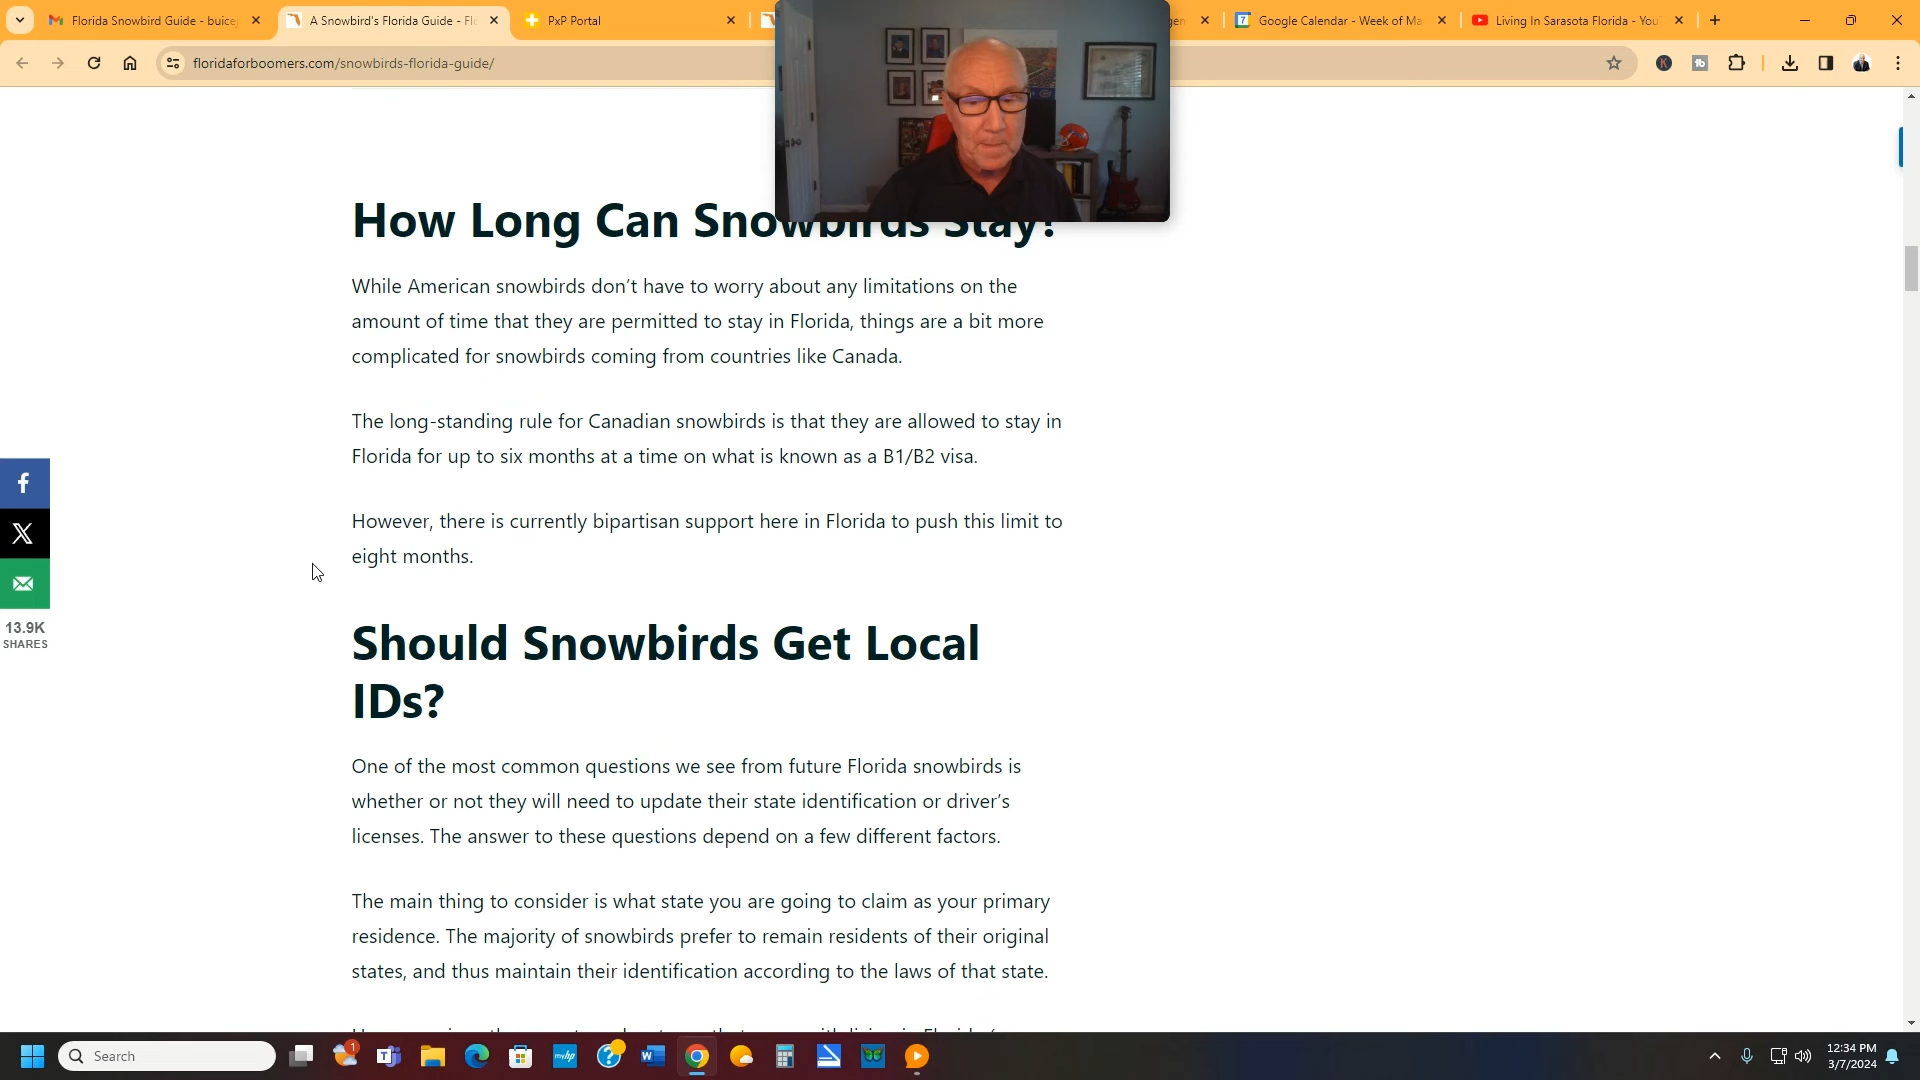 Florida Snowbird Guide - buice
A Snowbird's Florida Guide - Fl
PxP Portal
gen
Google Calendar - Week of Ma
Living In Sarasota Florida - You
floridaforboomers.com/snowbirds-florida-guide/
How Long Can Snowbirds Stay?
While American snowbirds don't have to worry about any limitations on the
amount of time that they are permitted to stay in Florida, things are a bit more
complicated for snowbirds coming from countries like Canada.
The long-standing rule for Canadian snowbirds is that they are allowed to stay in
Florida for up to six months at a time on what is known as a B1/B2 visa.
However, there is currently bipartisan support here in Florida to push this limit to
eight months.
13.9K
SHARES
Should Snowbirds Get Local
IDs?
One of the most common questions we see from future Florida snowbirds is
whether or not they will need to update their state identification or driver's
licenses. The answer to these questions depend on a few different factors.
The main thing to consider is what state you are going to claim as your primary
residence. The majority of snowbirds prefer to remain residents of their original
states, and thus maintain their identification according to the laws of that state.
Search
1
myhp
12:34 PM
3/7/2024